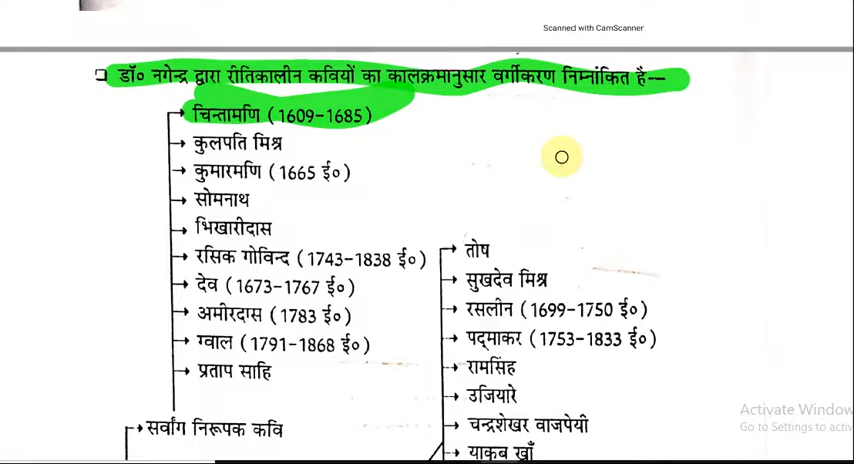 Scanned with CamScanner
डॉ० नगेन्द्र द्वारा रीतिकालीन कवियों का कालक्रमानुसार वर्गीकरण निम्नांकित है—
चिन्तामणि (1609-1685)
कुलपति मिश्र
कुमारमणि (1665 ई०)
सोमनाथ
भिखारीदास
रसिक गोविन्द (1743-1838 ई०)
देव (1673-1767 ई०)
अमीरदास (1783 ई०)
ग्वाल (1791-1868 ई०)
प्रताप साहि
सर्वांग निरूपक कवि
तोष
सुखदेव मिश्र
रसलीन (1699-1750 ई०)
पद्माकर (1753-1833 ई०)
रामसिंह
उजियारे
चन्द्रशेखर वाजपेयी
याकूब खाँ
Activate Window
Go to Settings to activ